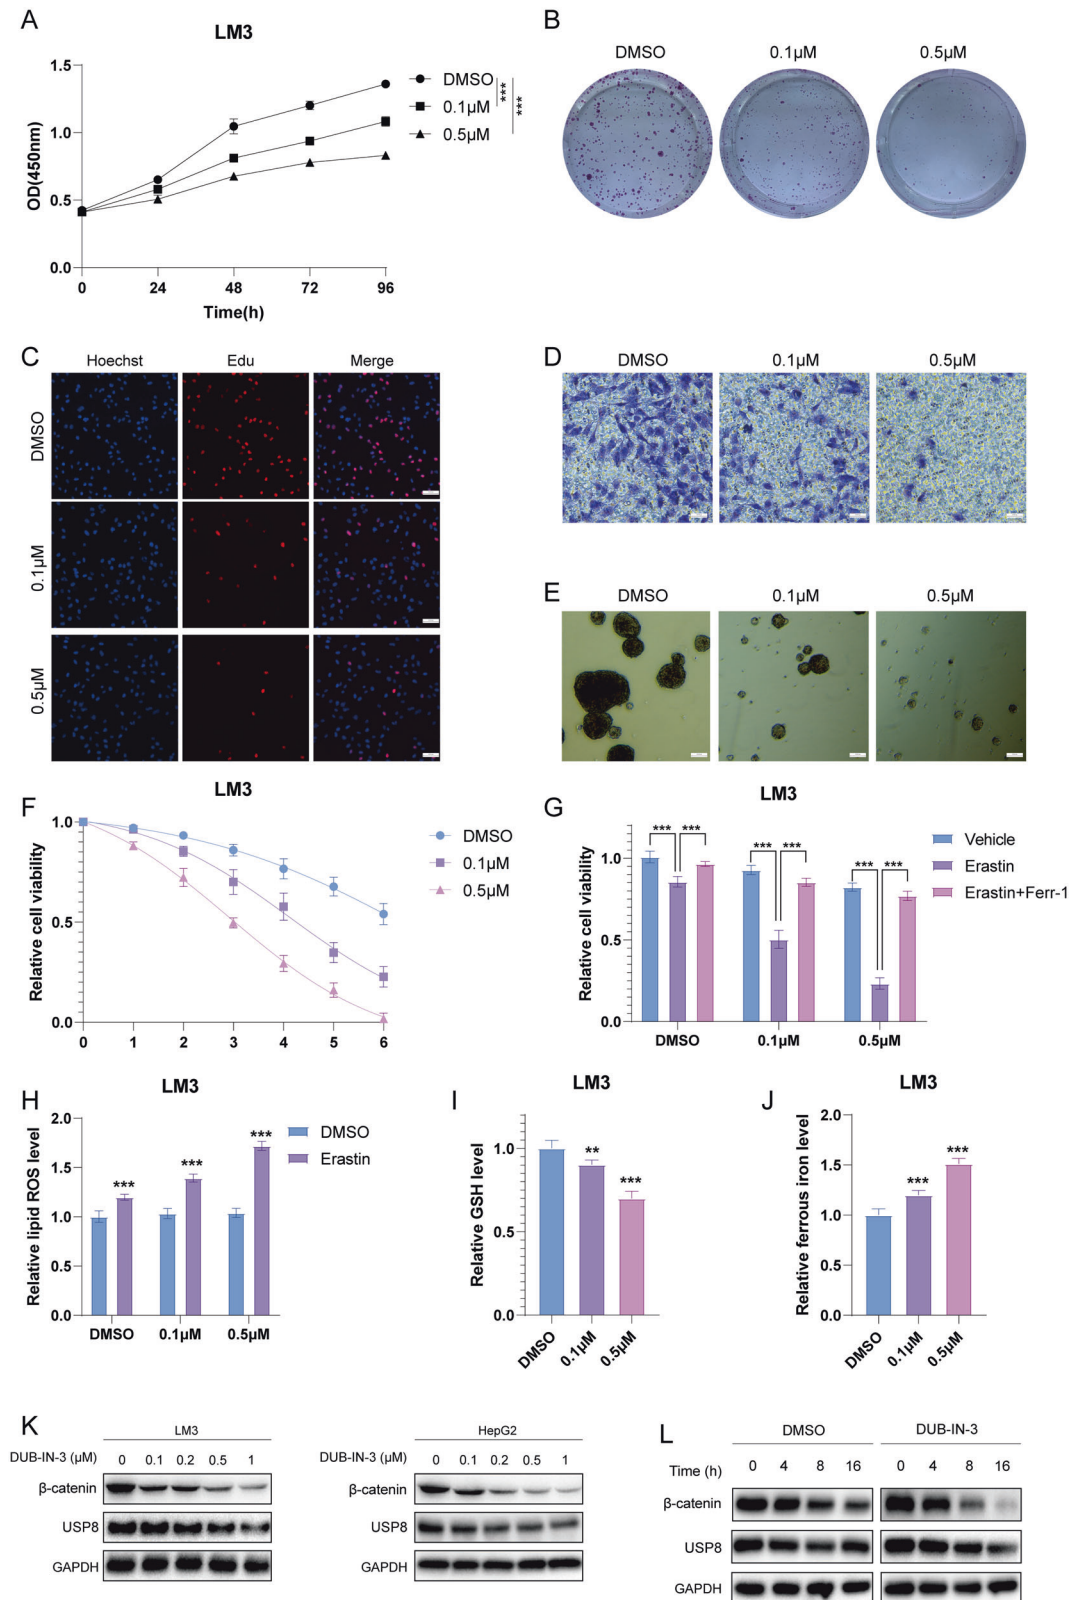 A
LM3
OD(450nm)
1.5
1.0
0.5
0.0
0 24 48 72 96
Time(h)
DMSO
0.1μM
0.5μM
***
***
B
DMSO 0.1μM 0.5μM
C
Hoechst Edu Merge
DMSO
0.1μM
0.5μM
D
DMSO 0.1μM 0.5μM
E
DMSO 0.1μM 0.5μM
F
LM3
Relative cell viability
1.0
0.5
0.0
0 1 2 3 4 5 6
DMSO
0.1μM
0.5μM
G
LM3
Relative cell viability
1.0
0.5
0.0
*** *** *** *** *** ***
DMSO 0.1μM 0.5μM
Vehicle
Erastin
Erastin+Ferr-1
H
LM3
Relative lipid ROS level
2.0
1.5
1.0
0.5
0.0
*** *** ***
DMSO 0.1μM 0.5μM
DMSO
Erastin
I
LM3
Relative GSH level
1.0
0.5
0.0
** ***
DMSO 0.1μM 0.5μM
J
LM3
Relative ferrous iron level
2.0
1.5
1.0
0.5
0.0
*** ***
DMSO 0.1μM 0.5μM
K
LM3
DUB-IN-3 (μM) 0 0.1 0.2 0.5 1
β-catenin
USP8
GAPDH
HepG2
DUB-IN-3 (μM) 0 0.1 0.2 0.5 1
β-catenin
USP8
GAPDH
L
DMSO DUB-IN-3
Time (h) 0 4 8 16 0 4 8 16
β-catenin
USP8
GAPDH